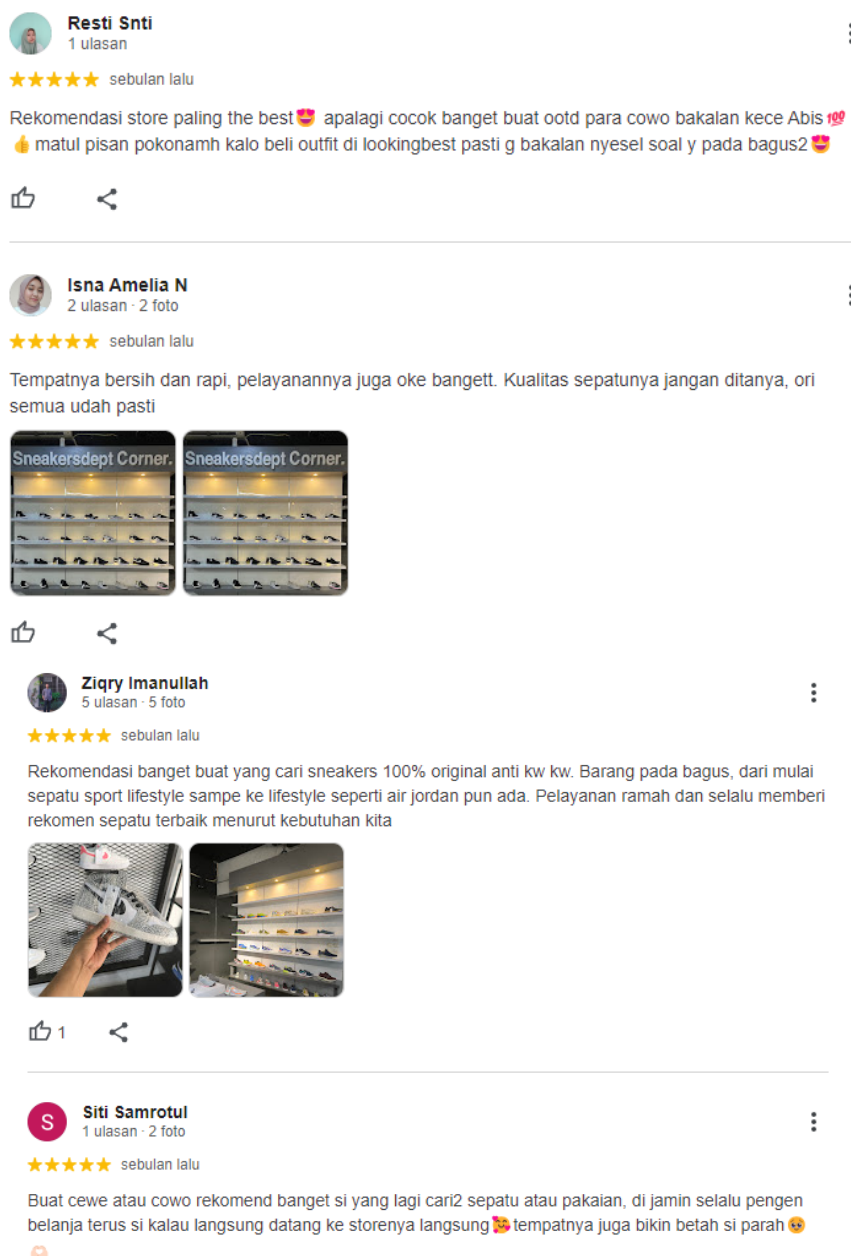 Resti Snti
1 ulasan
sebulan lalu
Rekomendasi store paling the best😍 apalagi cocok banget buat ootd para cowo bakalan kece Abis💯
👍matul pisan pokonamh kalo beli outfit di lookingbest pasti g bakalan nyesel soal y pada bagus2😍
Isna Amelia N
2 ulasan · 2 foto
sebulan lalu
Tempatnya bersih dan rapi, pelayanannya juga oke bangett. Kualitas sepatunya jangan ditanya, ori
semua udah pasti
Sneakersdept Corner.
Sneakersdept Corner.
Ziqry Imanullah
5 ulasan · 5 foto
sebulan lalu
Rekomendasi banget buat yang cari sneakers 100% original anti kw kw. Barang pada bagus, dari mulai
sepatu sport lifestyle sampe ke lifestyle seperti air jordan pun ada. Pelayanan ramah dan selalu memberi
rekomen sepatu terbaik menurut kebutuhan kita
1
S
Siti Samrotul
1 ulasan · 2 foto
sebulan lalu
Buat cewe atau cowo rekomend banget si yang lagi cari2 sepatu atau pakaian, di jamin selalu pengen
belanja terus si kalau langsung datang ke storenya langsung🥰tempatnya juga bikin betah si parah🥹